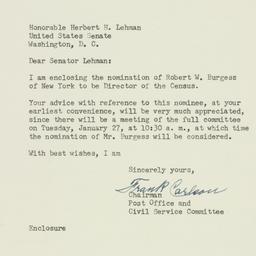 Honorable Herbert H. Lehman
United States Senate
Washington, D. C.
Dear Senator Lehman:
I am enclosing the nomination of Robert W. Burgess
of New York to be Director of the Census.
Your advice with reference to this nominee, at your
earliest convenience, will be very much appreciated,
since there will be a meeting of the full committee
on Tuesday, January 27, at 10:30 a. m., at which time
the nomination of Mr. Burgess will be considered.
With best wishes, I am
Sincerely yours,
Frank Carlson
Chairman
Post Office and
Civil Service Committee
Enclosure